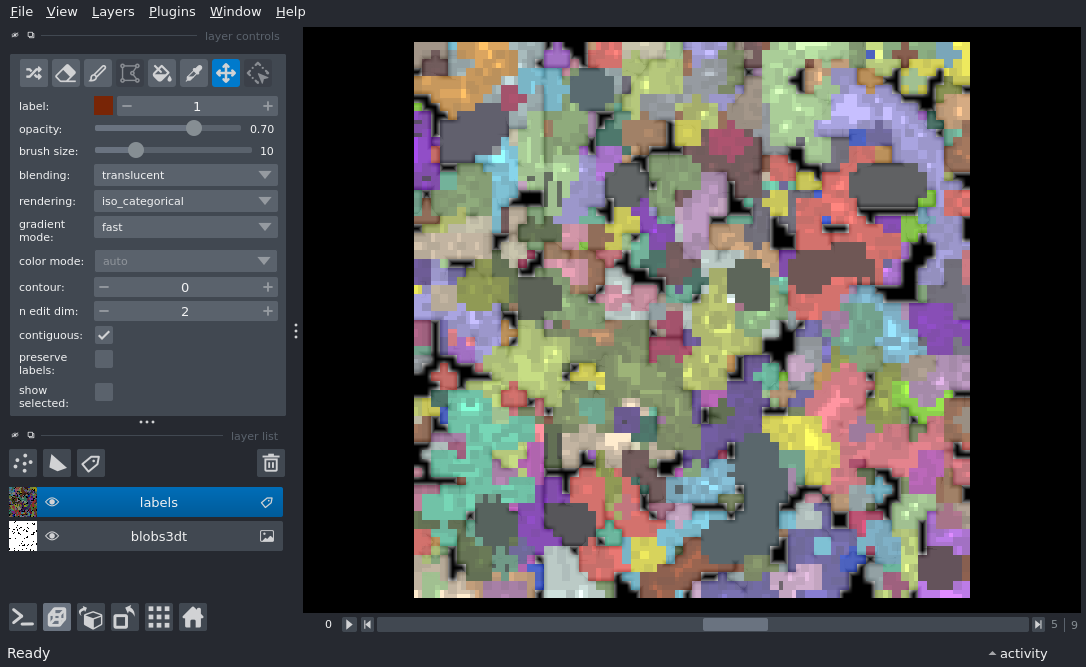 File View Layers Plugins Window Help
layer controls
label: 1
opacity: 0.70
brush size: 10
blending: translucent
rendering: iso_categorical
gradient
mode: fast
color mode: auto
contour: 0
n edit dim: 2
contiguous:
preserve
labels:
show
selected:
layer list
labels
blobs3dt
0 5 9
Ready activity